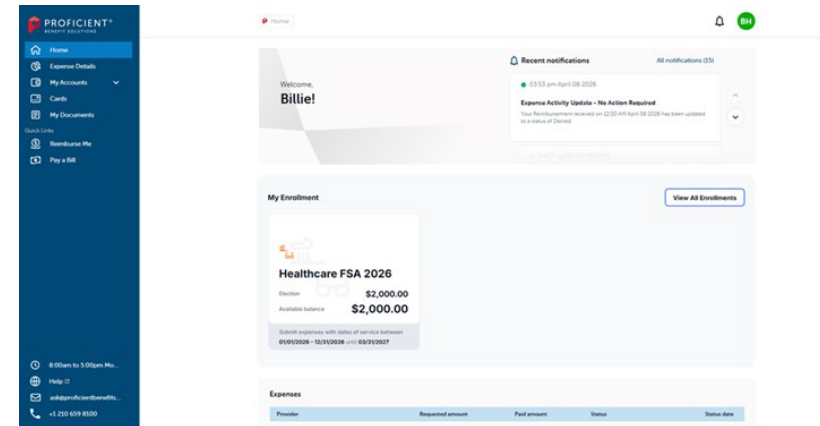 PROFICIENT®
BENEFIT SOLUTIONS
Home
Expense Details
My Accounts
Cards
My Documents
Quick Links
Reimburse Me
Pay a Bill
8:00am to 5:00pm Mo...
Help
ask@proficientbenefits...
+1 210 659 8100
Home
BH
Welcome,
Billie!
Recent notifications
All notifications (15)
03:53 pm April 08 2026
Expense Activity Update - No Action Required
Your Reimbursement received on 12:00 AM April 08 2026 has been updated
to a status of Denied
My Enrollment
View All Enrollments
Healthcare FSA 2026
Election $2,000.00
Available balance $2,000.00
Submit expenses with dates of service between
01/01/2026 - 12/31/2026 until 03/31/2027
Expenses
Provider Requested amount Paid amount Status Status date